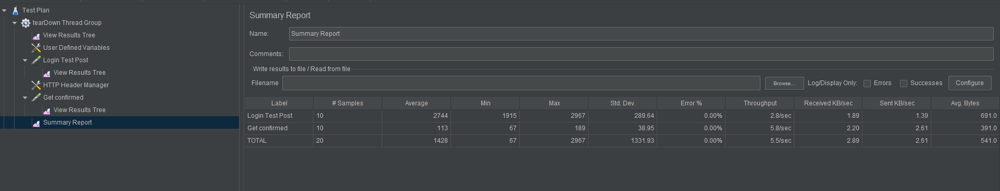 Test Plan
tearDown Thread Group
View Results Tree
User Defined Variables
Login Test Post
View Results Tree
HTTP Header Manager
Get confirmed
View Results Tree
Summary Report
Summary Report
Name: Summary Report
Comments:
Write results to file / Read from file
Filename Browse... Log/Display Only: Errors Successes Configure
Label # Samples Average Min Max Std. Dev. Error % Throughput Received KB/sec Sent KB/sec Avg. Bytes
Login Test Post 10 2744 1915 2967 289.64 0.00% 2.8/sec 1.89 1.39 691.0
Get confirmed 10 113 67 189 38.95 0.00% 5.8/sec 2.20 2.61 391.0
TOTAL 20 1428 67 2967 1331.93 0.00% 5.5/sec 2.89 2.61 541.0